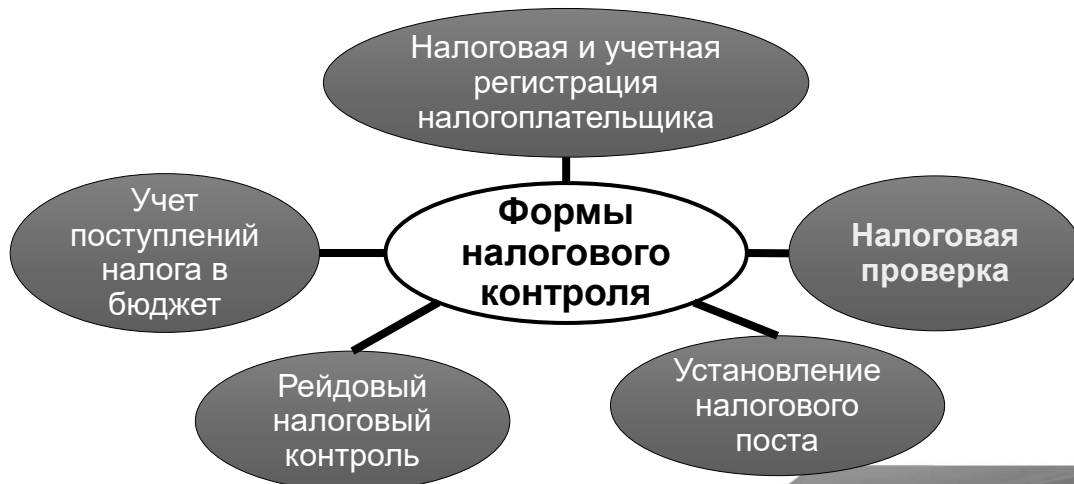 Налоговая и учетная
регистрация
налогоплательщика
Учет
поступлений
налога в
бюджет
Формы
налогового
контроля
Налоговая
проверка
Рейдовый
налоговый
контроль
Установление
налогового
поста